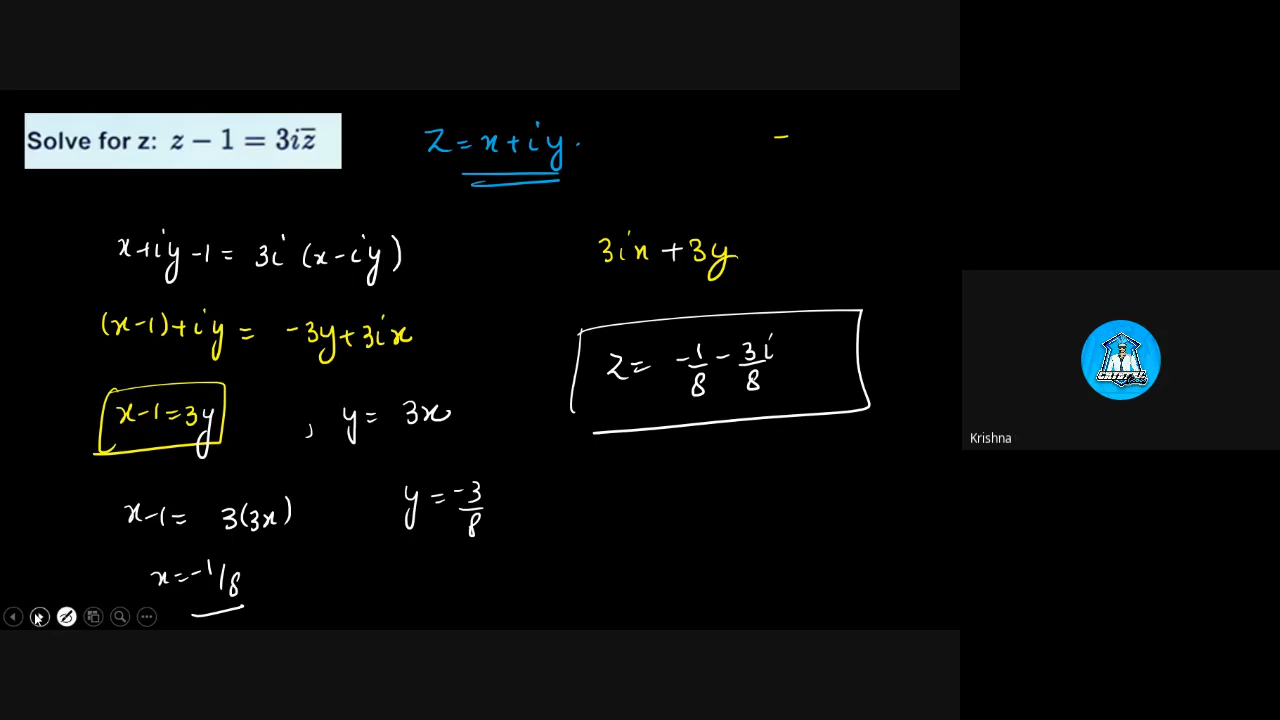 Solve for z: z − 1 = 3iz̅
z = x + iy.
x+iy-1 = 3i (x-iy)
3ix + 3y
(x-1)+iy = -3y+3ix
z = -1/8 - 3i/8
x-1=3y , y = 3x
x-1= 3(3x)
y = -3/8
x=-1/8
Krishna